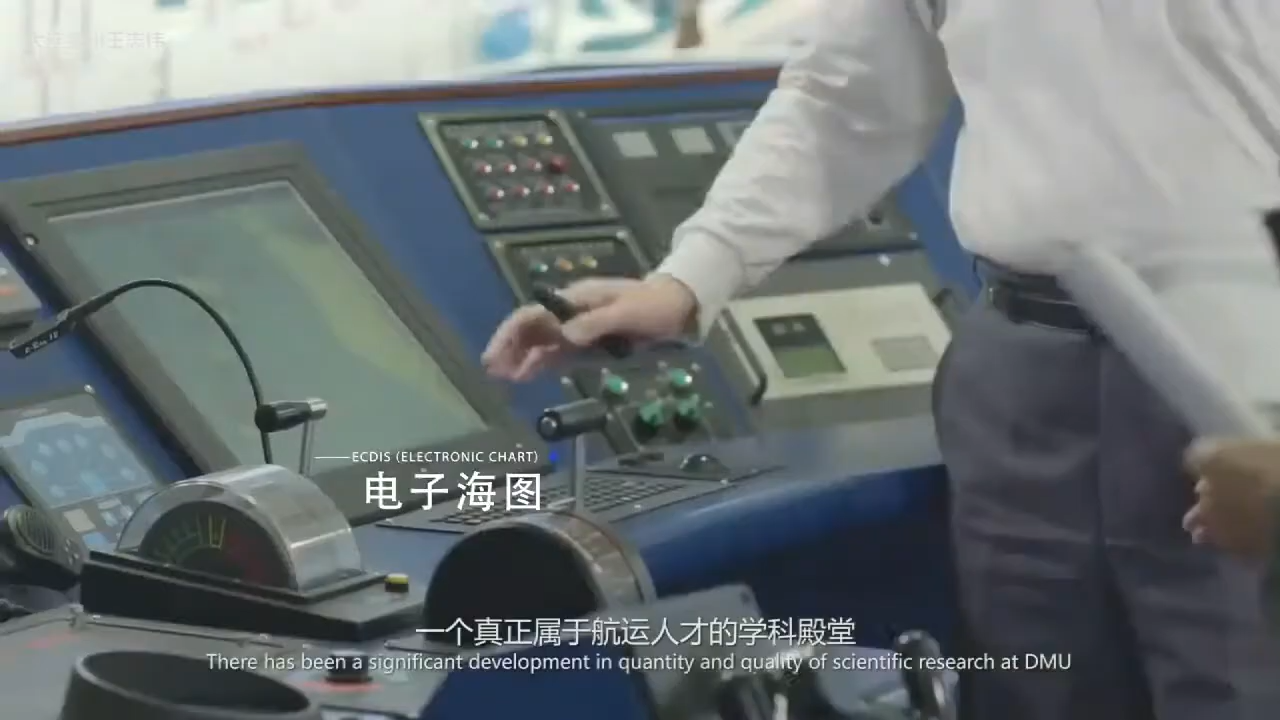 ECDIS (ELECTRONIC CHART)
电子海图
一个真正属于航运人才的学科殿堂
There has been a significant development in quantity and quality of scientific research at DMU